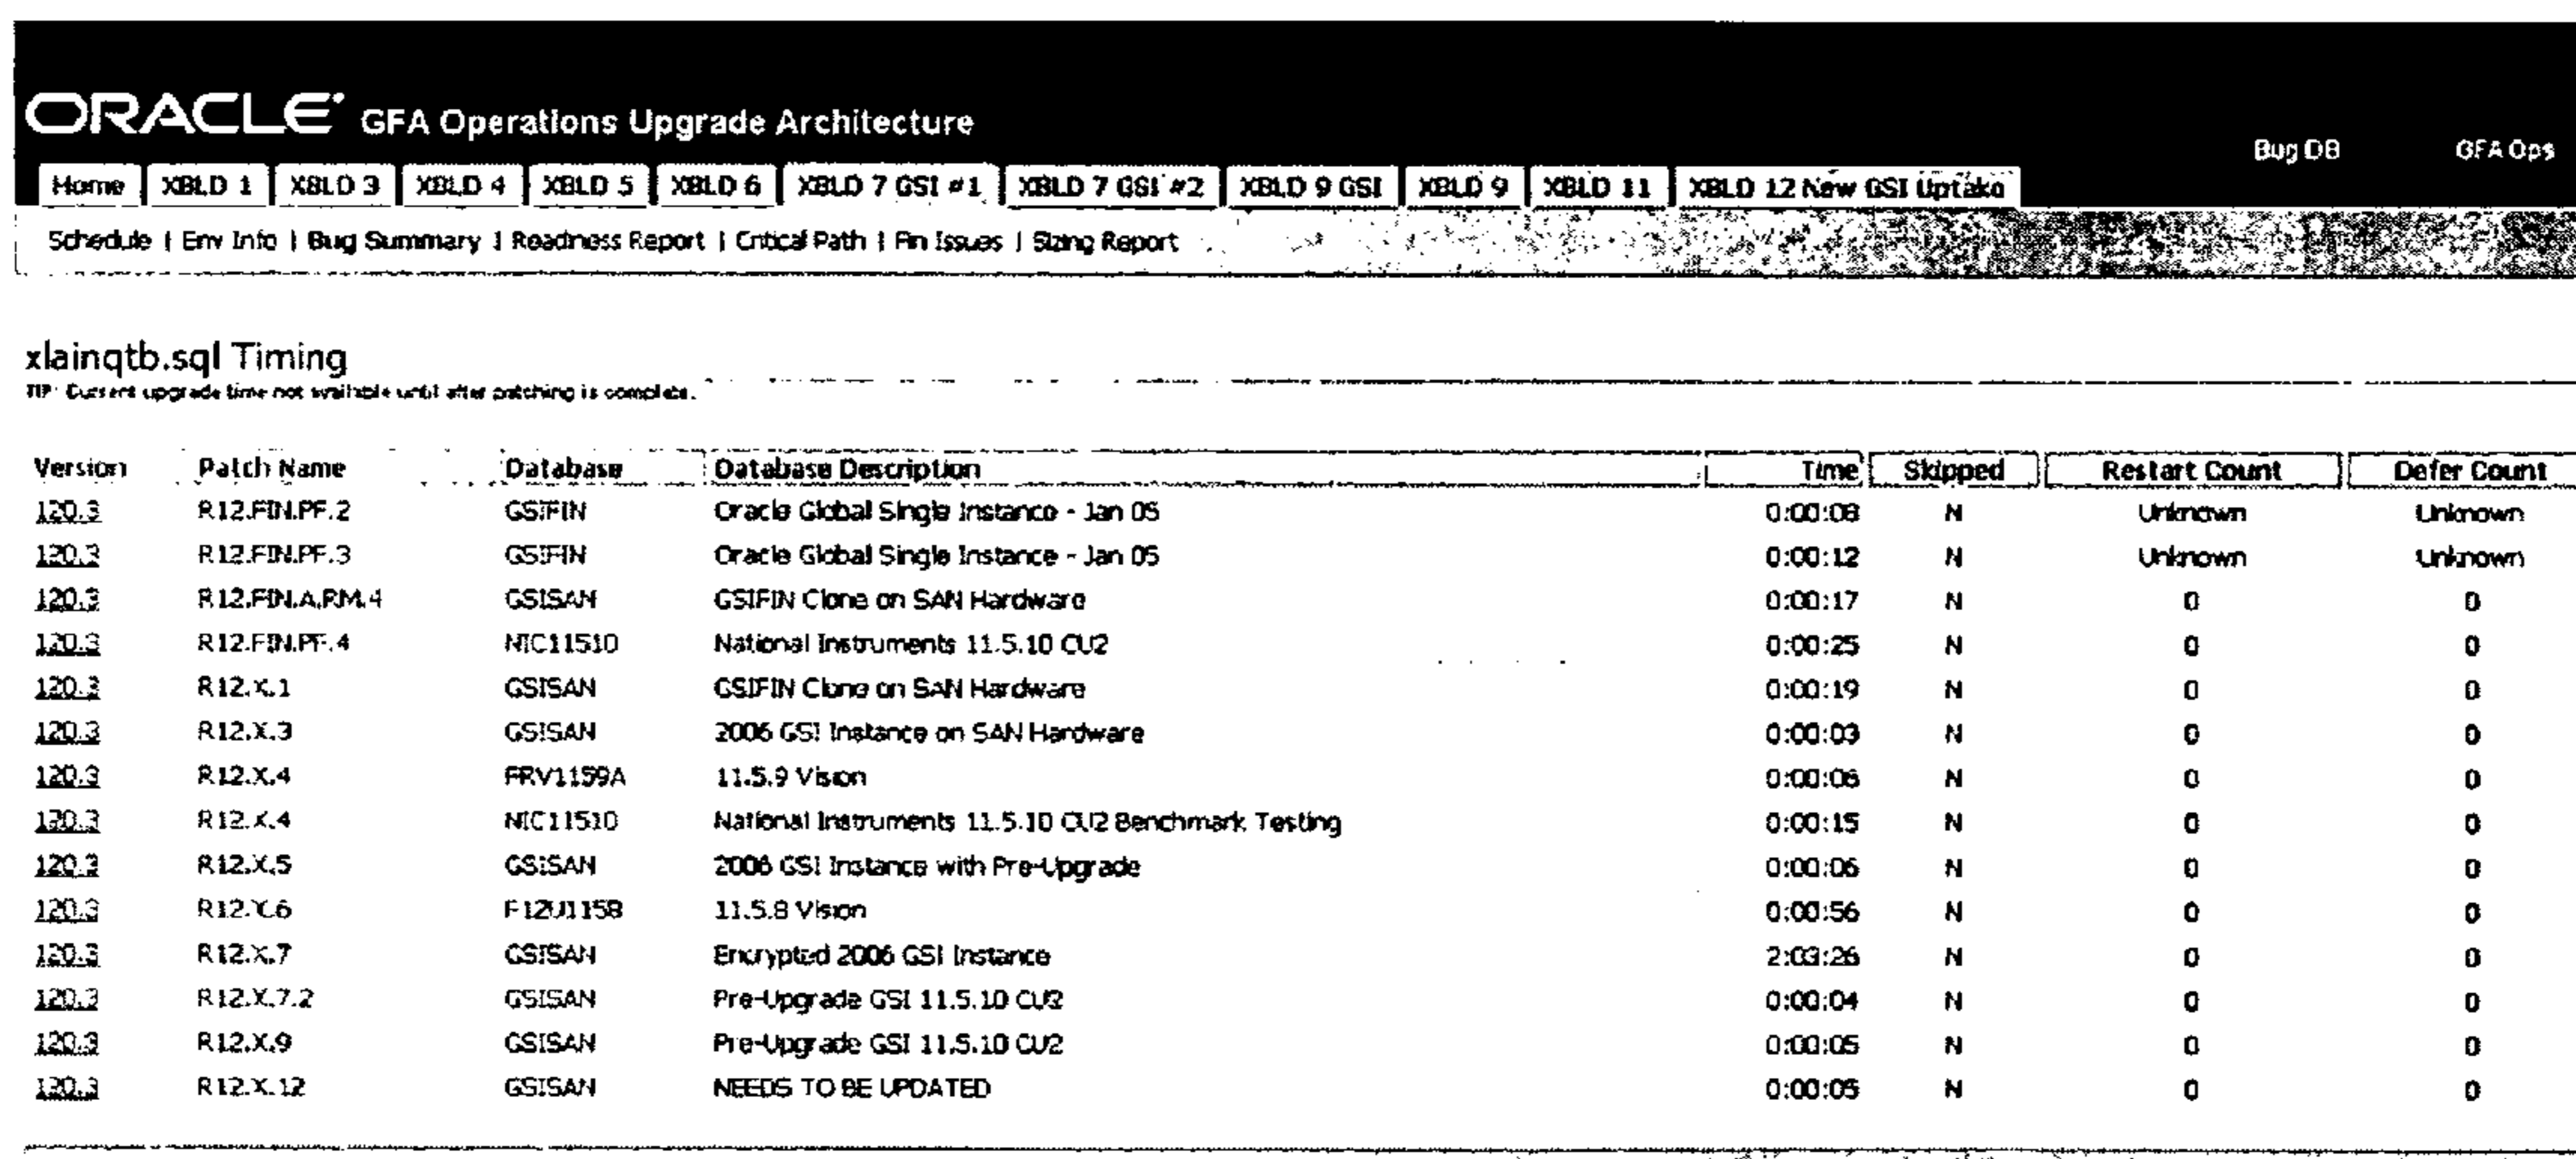 ORACLE GFA Operations Upgrade Architecture
Bug DB GFA Ops
Home XBLD 1 XBLD 3 XBLD 4 XBLD 5 XBLD 6 XBLD 7 GSI #1 XBLD 7 GSI #2 XBLD 9 GSI XBLD 9 XBLD 11 XBLD 12 New GSI Uptake
Schedule | Env Info | Bug Summary | Readiness Report | Critical Path | Fin Issues | Sizing Report
xlainqtb.sql Timing
TIP: Current upgrade time not available until after patching is complete.
Version Patch Name Database Database Description Time Skipped Restart Count Defer Count
120.3 R12.FIN.PF.2 GSIFIN Oracle Global Single Instance - Jan 05 0:00:08 N Unknown Unknown
120.3 R12.FIN.PF.3 GSIFIN Oracle Global Single Instance - Jan 05 0:00:12 N Unknown Unknown
120.3 R12.FIN.A.RM.4 GSISAN GSIFIN Clone on SAN Hardware 0:00:17 N 0 0
120.3 R12.FIN.PF.4 NIC11510 National Instruments 11.5.10 CU2 0:00:25 N 0 0
120.3 R12.X.1 GSISAN GSIFIN Clone on SAN Hardware 0:00:19 N 0 0
120.3 R12.X.3 GSISAN 2006 GSI Instance on SAN Hardware 0:00:03 N 0 0
120.3 R12.X.4 FRV1159A 11.5.9 Vision 0:00:06 N 0 0
120.3 R12.X.4 NIC11510 National Instruments 11.5.10 CU2 Benchmark Testing 0:00:15 N 0 0
120.3 R12.X.5 GSISAN 2006 GSI Instance with Pre-Upgrade 0:00:06 N 0 0
120.3 R12.X.6 F12U1158 11.5.8 Vision 0:00:56 N 0 0
120.3 R12.X.7 GSISAN Encrypted 2006 GSI Instance 2:03:26 N 0 0
120.3 R12.X.7.2 GSISAN Pre-Upgrade GSI 11.5.10 CU2 0:00:04 N 0 0
120.3 R12.X.9 GSISAN Pre-Upgrade GSI 11.5.10 CU2 0:00:05 N 0 0
120.3 R12.X.12 GSISAN NEEDS TO BE UPDATED 0:00:05 N 0 0